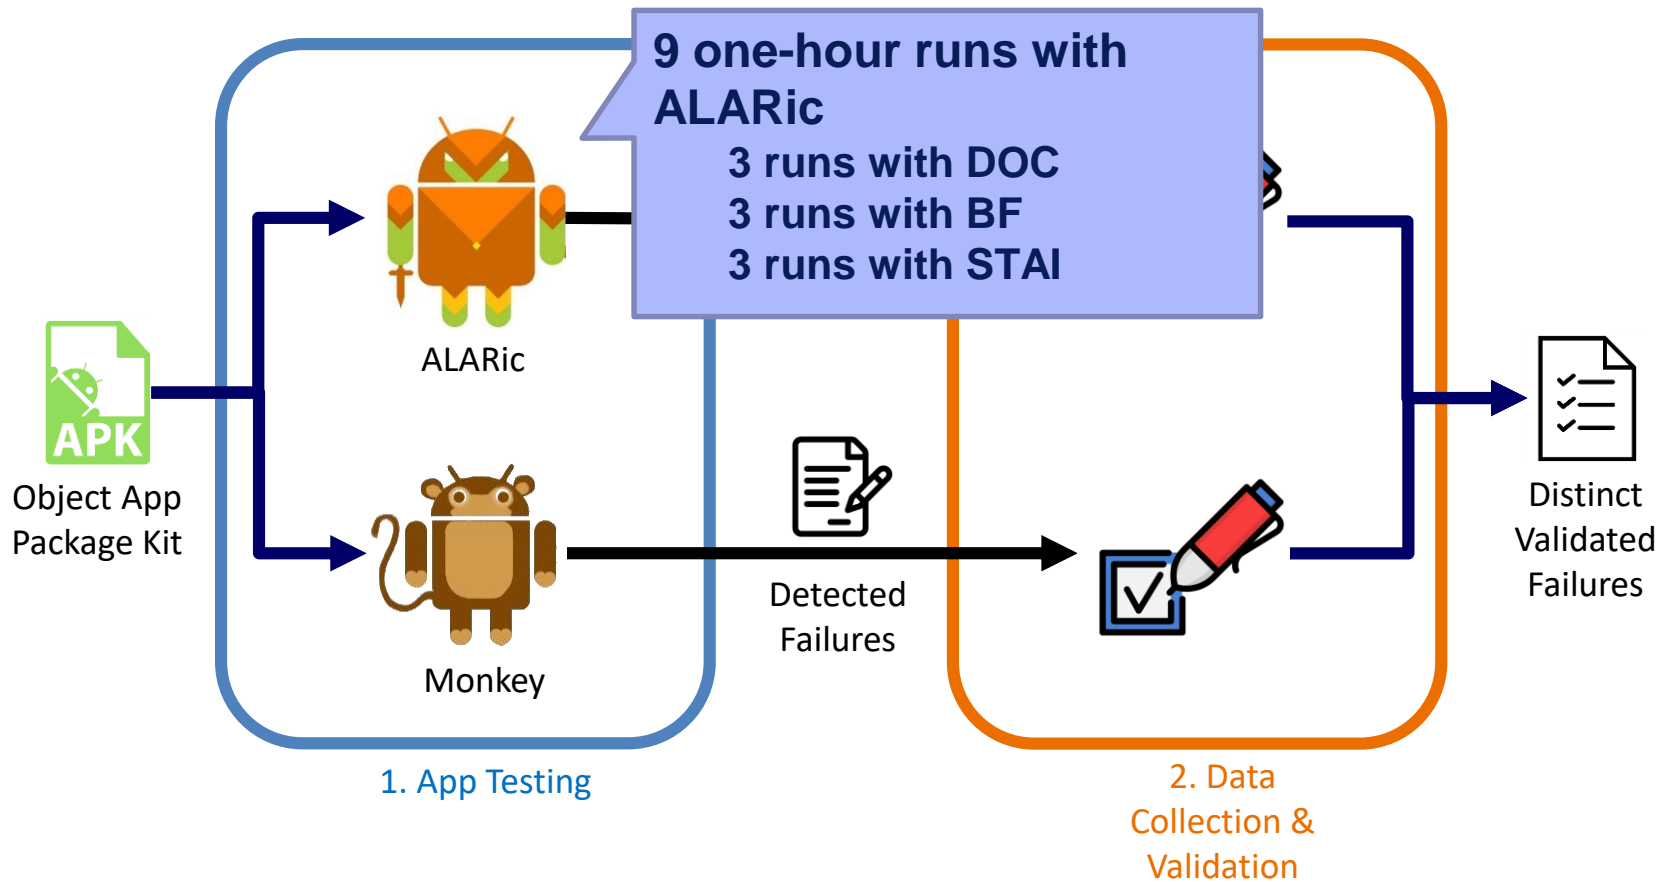 9 one-hour runs with
ALARic
3 runs with DOC
3 runs with BF
3 runs with STAI
ALARic
APK
Object App
Package Kit
Monkey
Detected
Failures
Distinct
Validated
Failures
1. App Testing
2. Data
Collection &
Validation